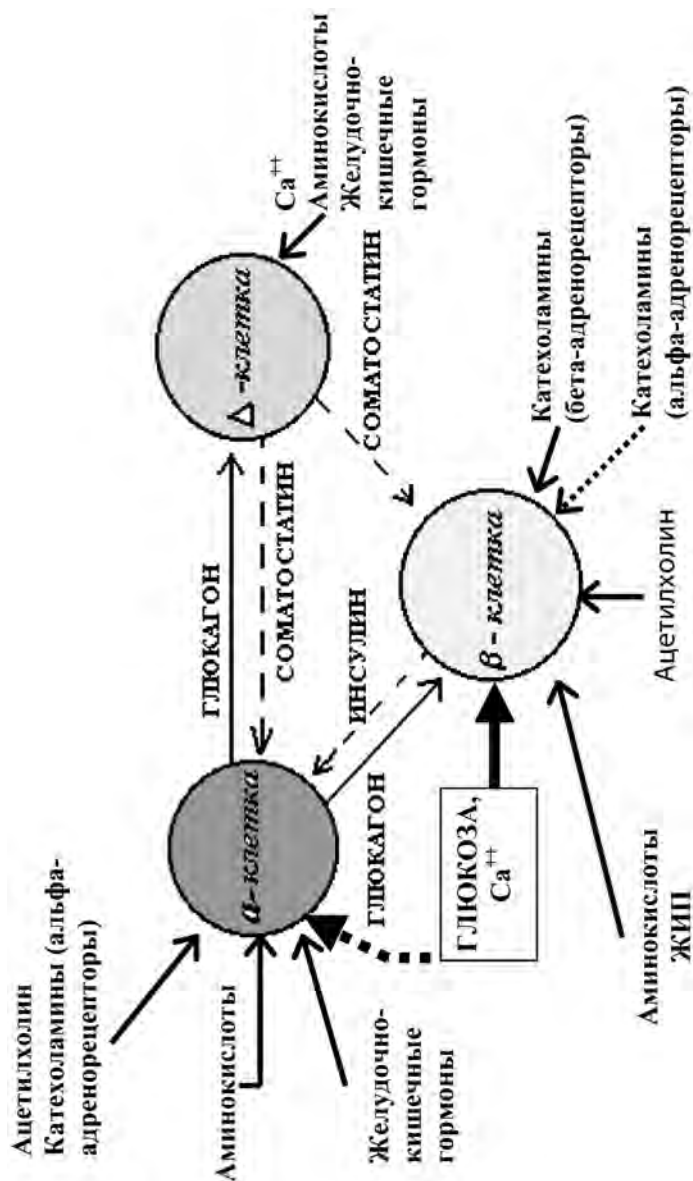 Ацетилхолин
Катехоламины (альфа-
адренорецепторы)
Аминокислоты
Желудочно-
кишечные
гормоны
α-клетка
ГЛЮКАГОН
СОМАТОСТАТИН
Δ -клетка
Ca⁺⁺
Аминокислоты
Желудочно-
кишечные
гормоны
ИНСУЛИН
ГЛЮКАГОН
СОМАТОСТАТИН
ГЛЮКОЗА,
Ca⁺⁺
β - клетка
Катехоламины
(бета-адренорецепторы)
Катехоламины
(альфа-адренорецепторы)
Ацетилхолин
Аминокислоты
ЖИП